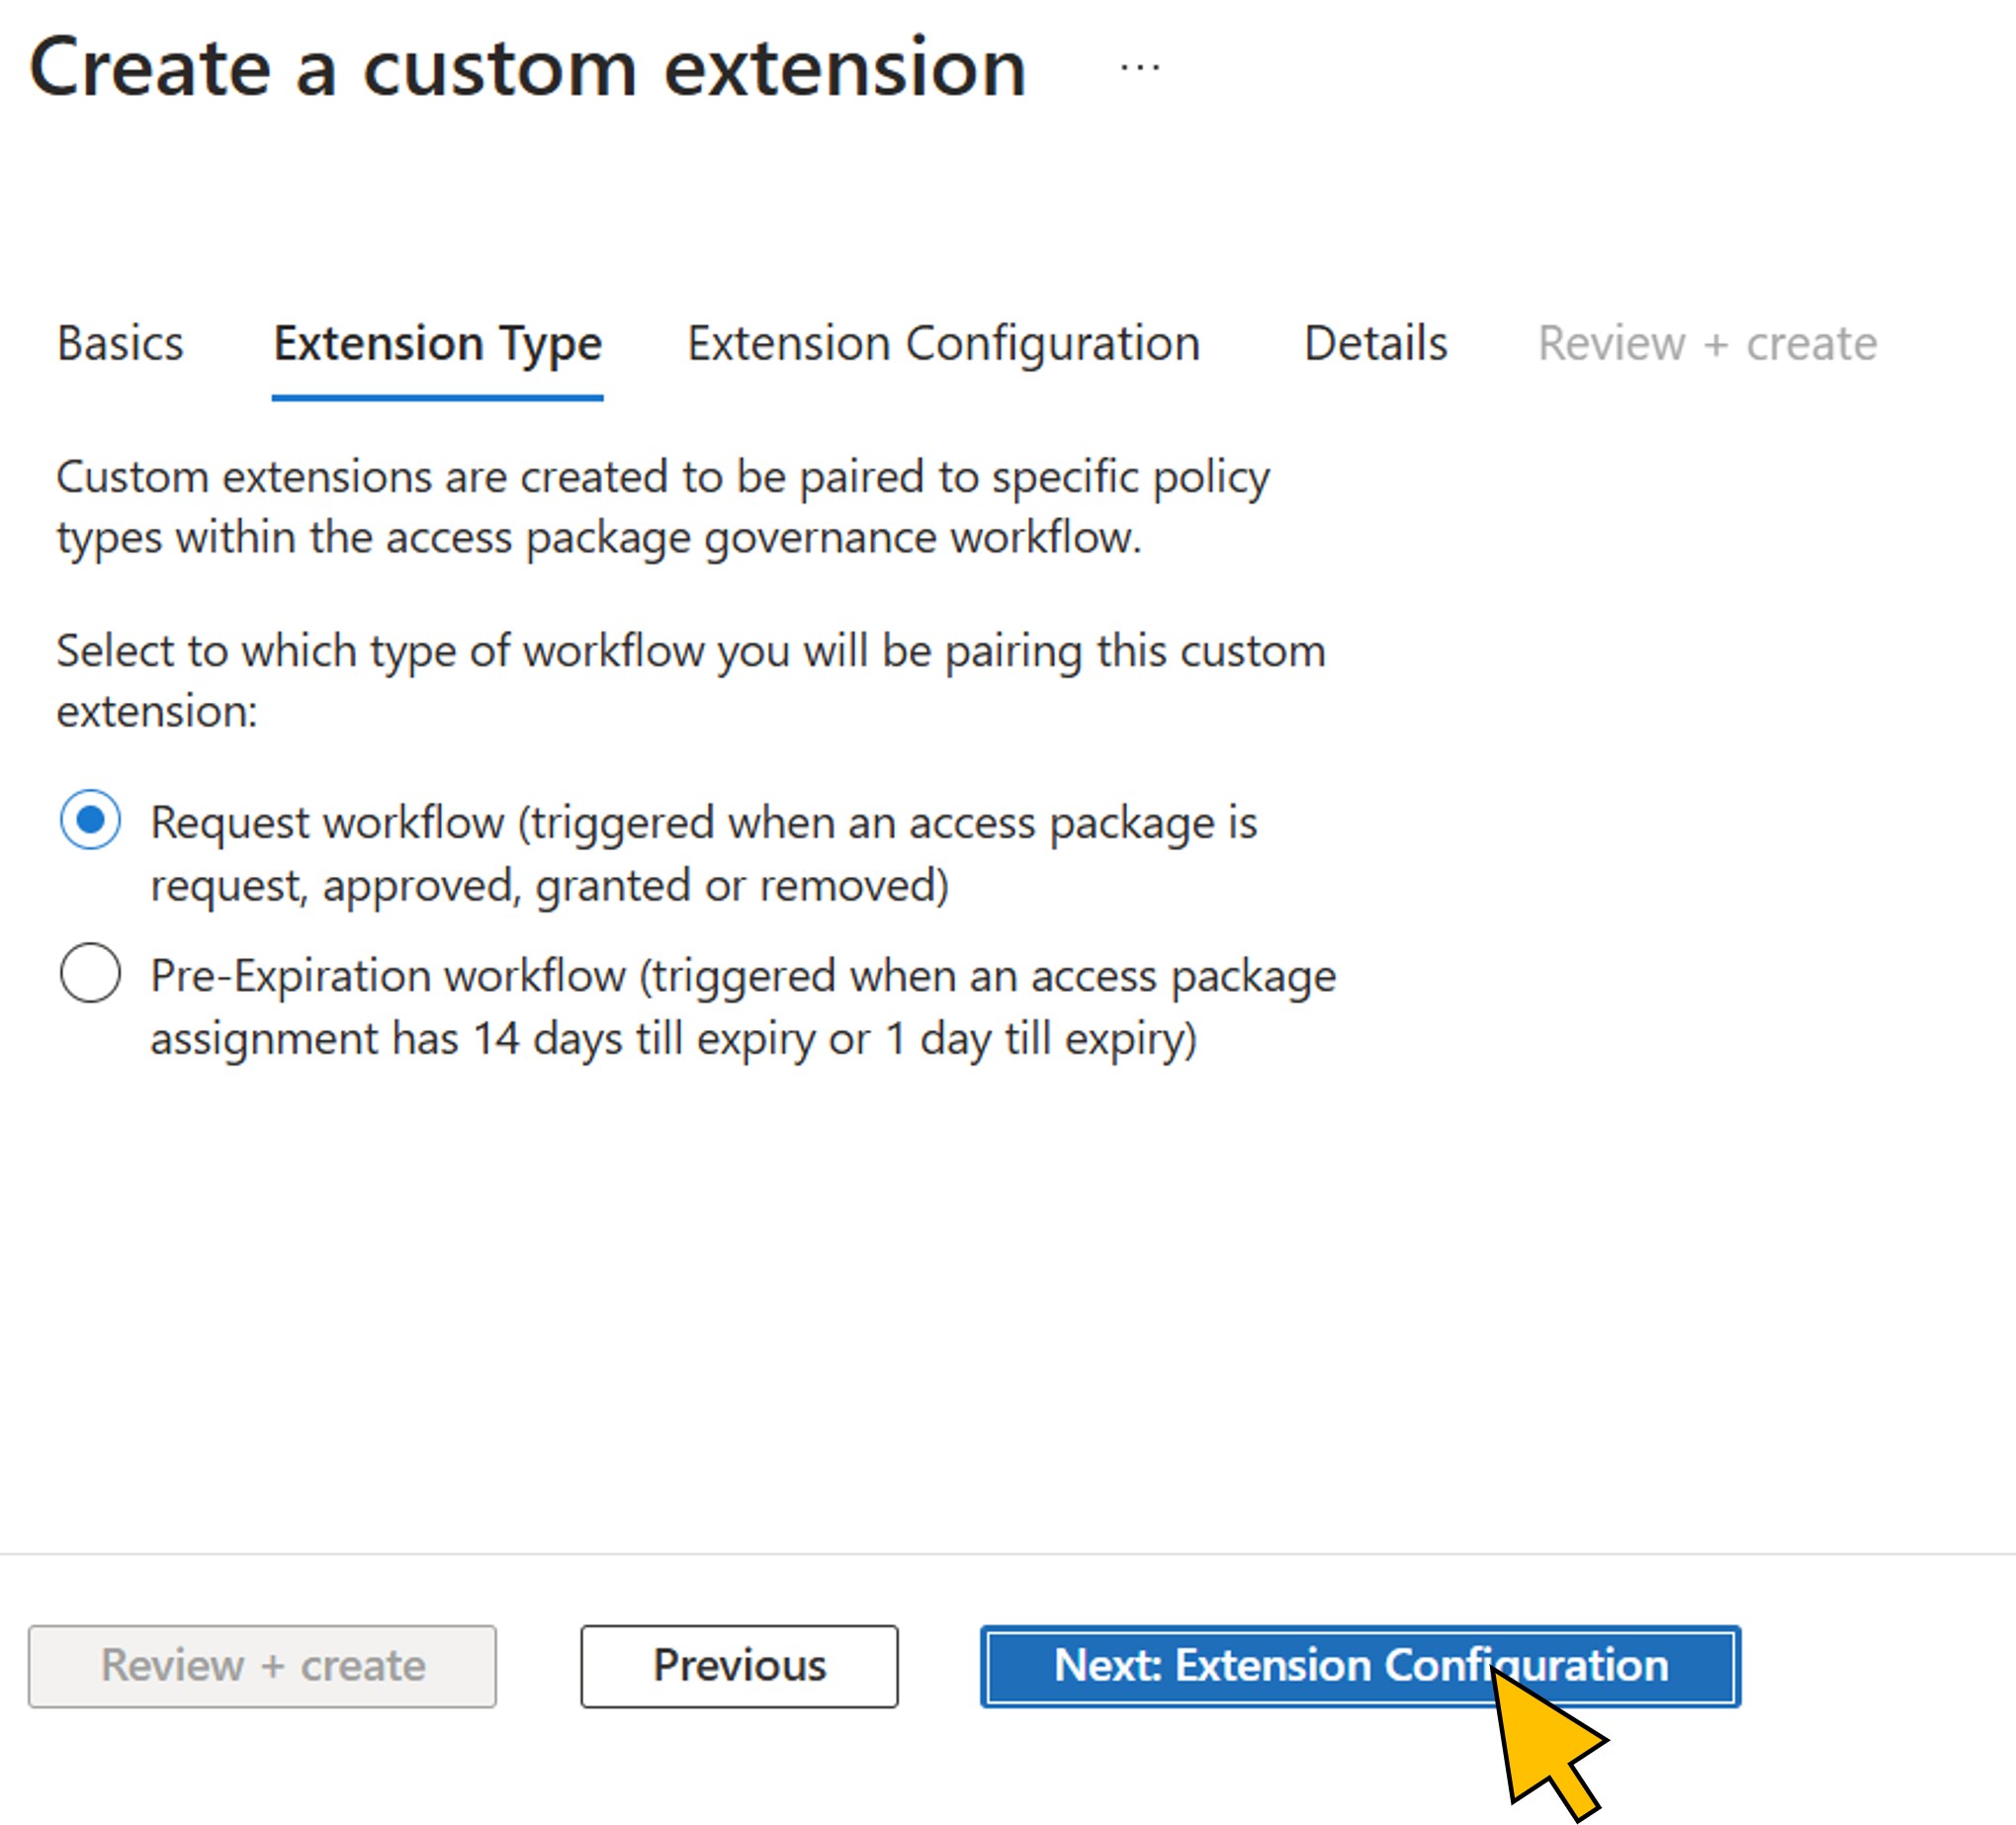 Create a custom extension ...
Basics Extension Type Extension Configuration Details Review + create
Custom extensions are created to be paired to specific policy
types within the access package governance workflow.
Select to which type of workflow you will be pairing this custom
extension:
Request workflow (triggered when an access package is
request, approved, granted or removed)
Pre-Expiration workflow (triggered when an access package
assignment has 14 days till expiry or 1 day till expiry)
Review + create Previous Next: Extension Configuration